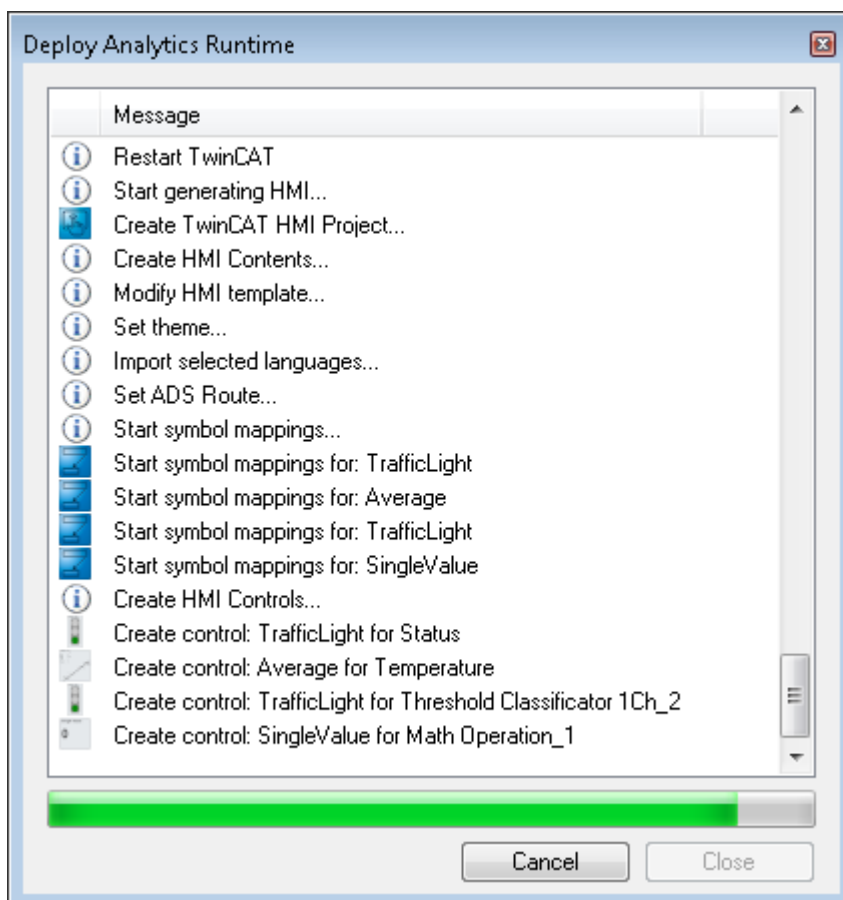 Deploy Analytics Runtime
Message
Restart TwinCAT
Start generating HMI...
Create TwinCAT HMI Project...
Create HMI Contents...
Modify HMI template...
Set theme...
Import selected languages...
Set ADS Route...
Start symbol mappings...
Start symbol mappings for: TrafficLight
Start symbol mappings for: Average
Start symbol mappings for: TrafficLight
Start symbol mappings for: SingleValue
Create HMI Controls...
Create control: TrafficLight for Status
Create control: Average for Temperature
Create control: TrafficLight for Threshold Classificator 1Ch_2
Create control: SingleValue for Math Operation_1
Cancel
Close